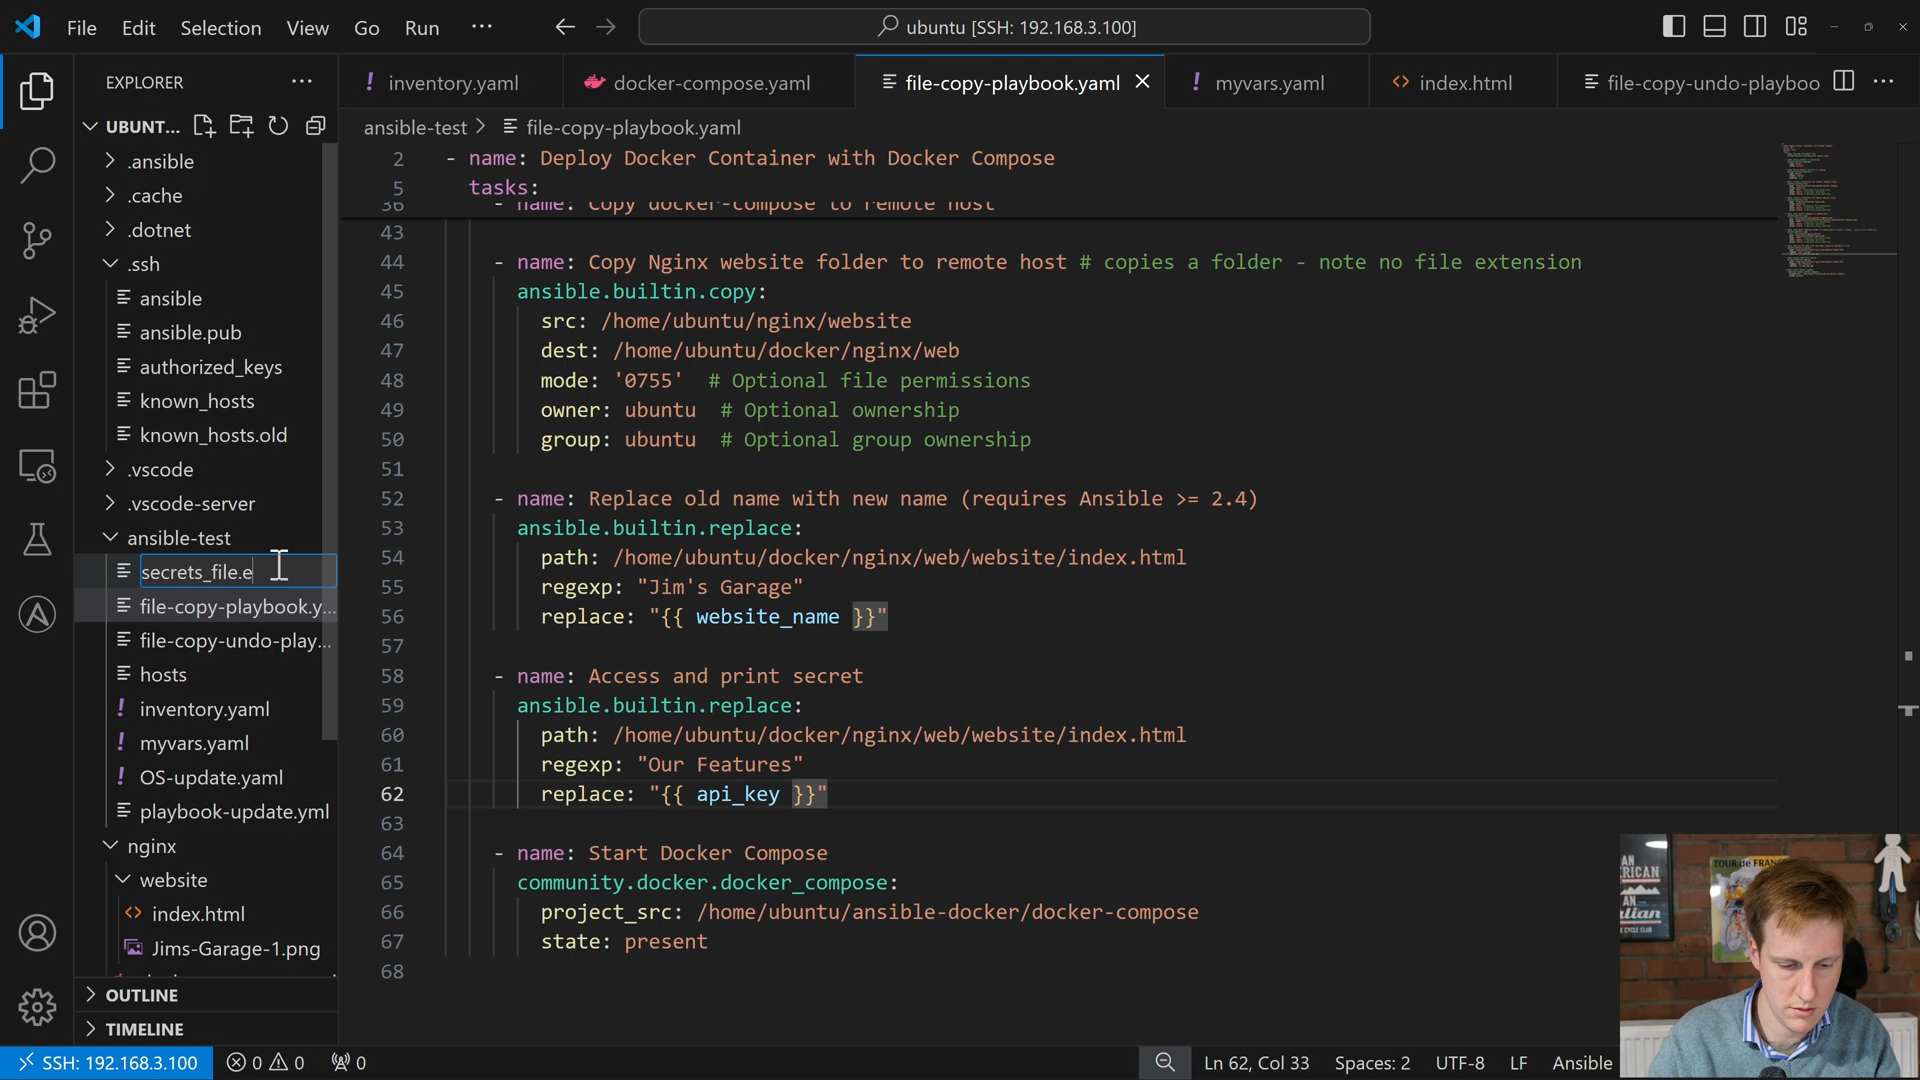 File Edit Selection View Go Run ···
ubuntu [SSH: 192.168.3.100]
EXPLORER ···
inventory.yaml
docker-compose.yaml
file-copy-playbook.yaml
myvars.yaml
index.html
file-copy-undo-playboo
···
UBUNT...
ansible-test > file-copy-playbook.yaml
.ansible
.cache
.dotnet
.ssh
ansible
ansible.pub
authorized_keys
known_hosts
known_hosts.old
.vscode
.vscode-server
ansible-test
secrets_file.e
file-copy-playbook.y...
file-copy-undo-play...
hosts
inventory.yaml
myvars.yaml
OS-update.yaml
playbook-update.yml
nginx
website
index.html
Jims-Garage-1.png
OUTLINE
TIMELINE
2 - name: Deploy Docker Container with Docker Compose
5 tasks:
36 - name: Copy docker-compose to remote host
43
44 - name: Copy Nginx website folder to remote host # copies a folder - note no file extension
45 ansible.builtin.copy:
46 src: /home/ubuntu/nginx/website
47 dest: /home/ubuntu/docker/nginx/web
48 mode: '0755' # Optional file permissions
49 owner: ubuntu # Optional ownership
50 group: ubuntu # Optional group ownership
51
52 - name: Replace old name with new name (requires Ansible >= 2.4)
53 ansible.builtin.replace:
54 path: /home/ubuntu/docker/nginx/web/website/index.html
55 regexp: "Jim's Garage"
56 replace: "{{ website_name }}"
57
58 - name: Access and print secret
59 ansible.builtin.replace:
60 path: /home/ubuntu/docker/nginx/web/website/index.html
61 regexp: "Our Features"
62 replace: "{{ api_key }}"
63
64 - name: Start Docker Compose
65 community.docker.docker_compose:
66 project_src: /home/ubuntu/ansible-docker/docker-compose
67 state: present
68
TOUR de FRANC
SSH: 192.168.3.100 0 0 0
Ln 62, Col 33 Spaces: 2 UTF-8 LF Ansible